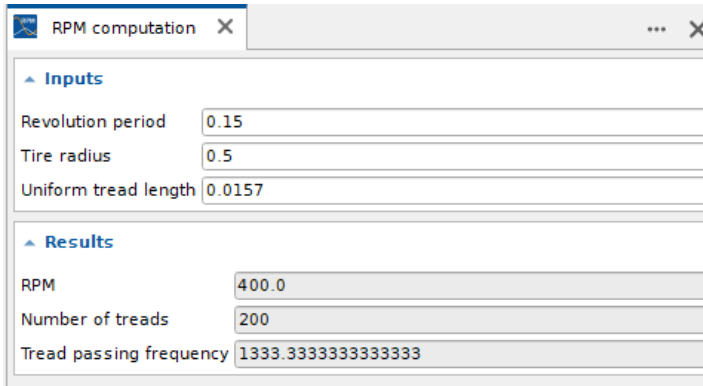 RPM computation
Inputs
Revolution period 0.15
Tire radius 0.5
Uniform tread length 0.0157
Results
RPM 400.0
Number of treads 200
Tread passing frequency 1333.3333333333333